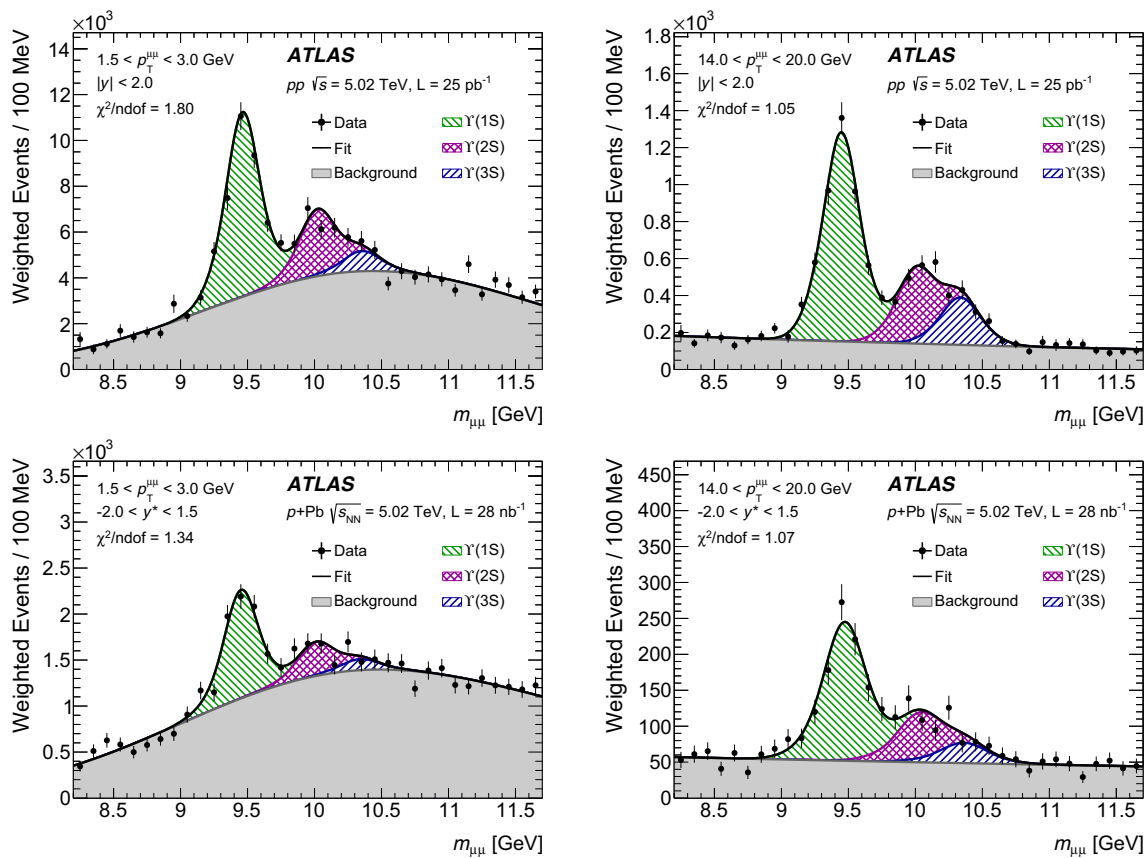 ×10³
14
12
10
8
6
4
2
0
Weighted Events / 100 MeV
1.5 < p_T^μμ < 3.0 GeV
|y| < 2.0
χ²/ndof = 1.80
ATLAS
pp √s = 5.02 TeV, L = 25 pb⁻¹
Data ϒ(1S)
Fit ϒ(2S)
Background ϒ(3S)
8.5 9 9.5 10 10.5 11 11.5
m_μμ [GeV]
×10³
1.8
1.6
1.4
1.2
1
0.8
0.6
0.4
0.2
0
Weighted Events / 100 MeV
14.0 < p_T^μμ < 20.0 GeV
|y| < 2.0
χ²/ndof = 1.05
ATLAS
pp √s = 5.02 TeV, L = 25 pb⁻¹
Data ϒ(1S)
Fit ϒ(2S)
Background ϒ(3S)
8.5 9 9.5 10 10.5 11 11.5
m_μμ [GeV]
×10³
3.5
3
2.5
2
1.5
1
0.5
0
Weighted Events / 100 MeV
1.5 < p_T^μμ < 3.0 GeV
-2.0 < y* < 1.5
χ²/ndof = 1.34
ATLAS
p+Pb √s_NN = 5.02 TeV, L = 28 nb⁻¹
Data ϒ(1S)
Fit ϒ(2S)
Background ϒ(3S)
8.5 9 9.5 10 10.5 11 11.5
m_μμ [GeV]
450
400
350
300
250
200
150
100
50
0
Weighted Events / 100 MeV
14.0 < p_T^μμ < 20.0 GeV
-2.0 < y* < 1.5
χ²/ndof = 1.07
ATLAS
p+Pb √s_NN = 5.02 TeV, L = 28 nb⁻¹
Data ϒ(1S)
Fit ϒ(2S)
Background ϒ(3S)
8.5 9 9.5 10 10.5 11 11.5
m_μμ [GeV]